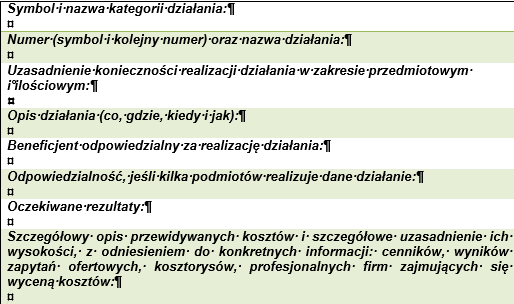 Symbol·i·nazwa·kategorii·działania:¶
¤
Numer·(symbol·i·kolejny·numer)·oraz·nazwa·działania:¶
¤
Uzasadnienie·konieczności·realizacji·działania·w·zakresie·przedmiotowym·
i°ilościowym:¶
¤
Opis·działania·(co,·gdzie,·kiedy·i·jak):¶
¤
Beneficjent·odpowiedzialny·za·realizację·działania:¶
¤
Odpowiedzialność,·jeśli·kilka·podmiotów·realizuje·dane·działanie:¶
¤
Oczekiwane·rezultaty:¶
¤
Szczegółowy· opis· przewidywanych· kosztów· i· szczegółowe· uzasadnienie· ich·
wysokości,· z· odniesieniem· do· konkretnych· informacji:· cenników,· wyników·
zapytań· ofertowych,· kosztorysów,· profesjonalnych· firm· zajmujących· się·
wyceną·kosztów:¶
¤